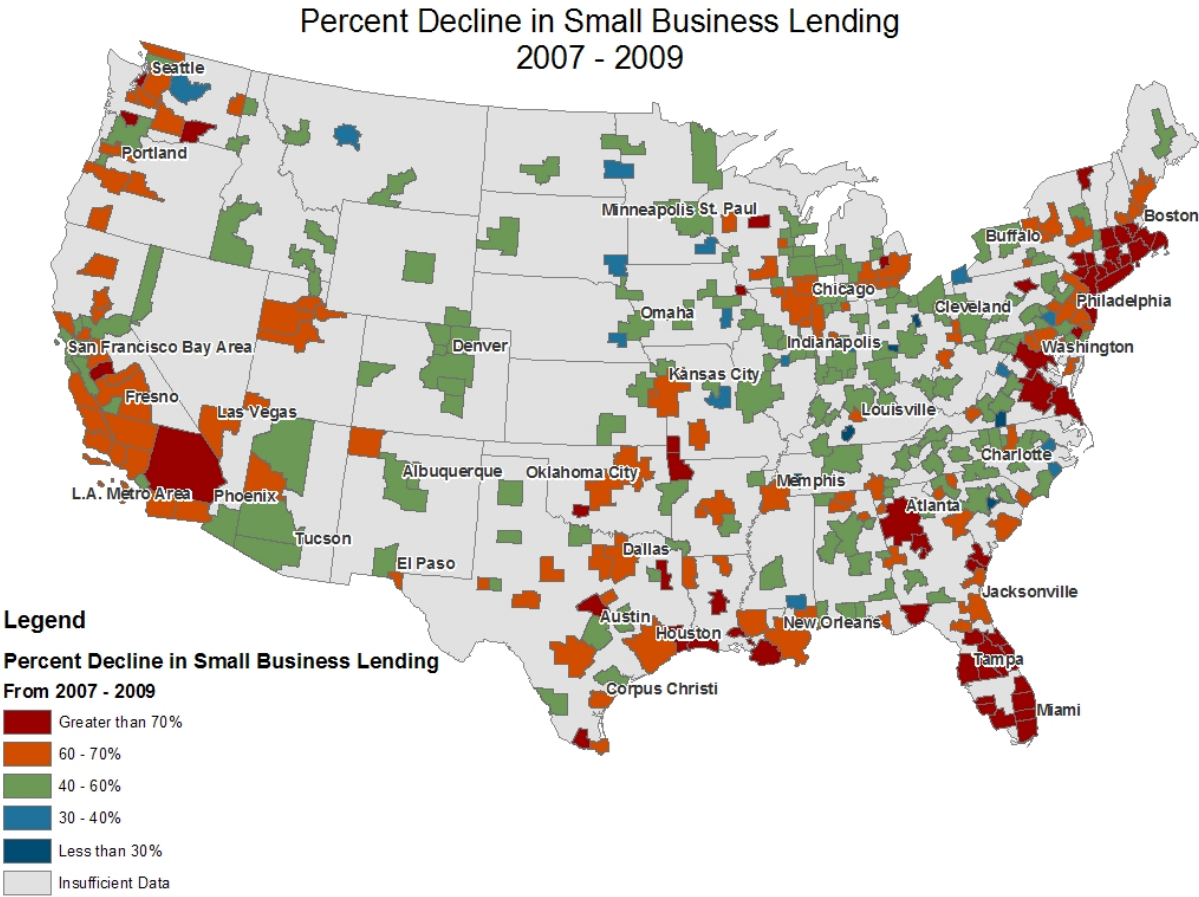 Percent Decline in Small Business Lending
2007 - 2009
Seattle
Portland
Minneapolis St. Paul
Boston
Buffalo
Chicago
Cleveland
Philadelphia
Omaha
San Francisco Bay Area
Denver
Indianapolis
Washington
Kansas City
Fresno
Las Vegas
Louisville
Charlotte
Albuquerque
Oklahoma City
Memphis
L.A. Metro Area
Phoenix
Atlanta
Tucson
Dallas
El Paso
Jacksonville
Austin
New Orleans
Houston
Tampa
Corpus Christi
Miami
Legend
Percent Decline in Small Business Lending
From 2007 - 2009
Greater than 70%
60 - 70%
40 - 60%
30 - 40%
Less than 30%
Insufficient Data